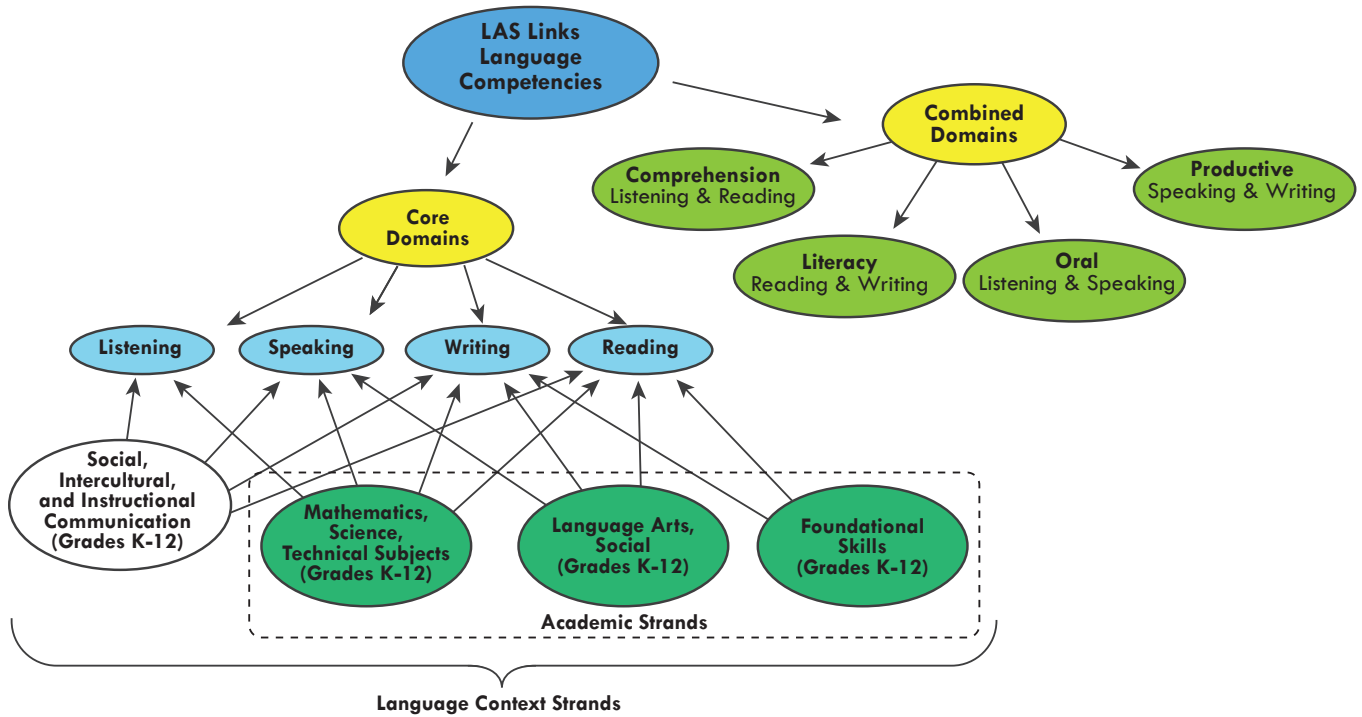 LAS Links
Language
Competencies
Combined
Domains
Comprehension
Listening & Reading
Productive
Speaking & Writing
Literacy
Reading & Writing
Oral
Listening & Speaking
Core
Domains
Listening
Speaking
Writing
Reading
Social,
Intercultural,
and Instructional
Communication
(Grades K-12)
Mathematics,
Science,
Technical Subjects
(Grades K-12)
Language Arts,
Social
(Grades K-12)
Foundational
Skills
(Grades K-12)
Academic Strands
Language Context Strands